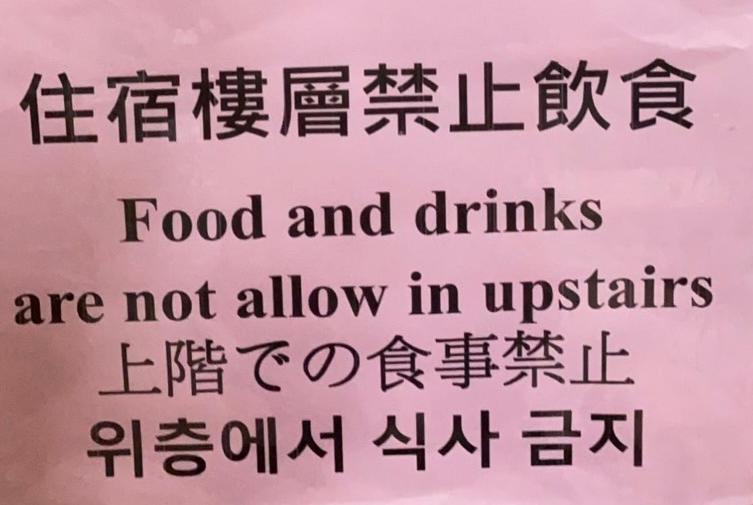 住宿樓層禁止飲食
Food and drinks
are not allow in upstairs
上階での食事禁止
위층에서 식사 금지